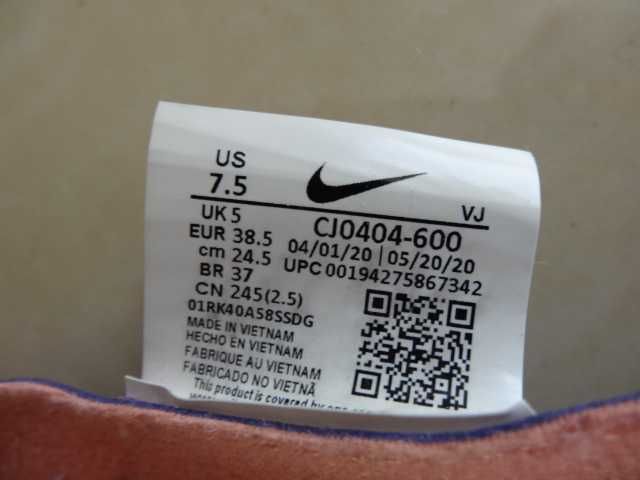 US
7.5
VJ
UK 5
CJ0404-600
EUR 38.5
04/01/20 | 05/20/20
cm 24.5
UPC 00194275867342
BR 37
CN 245(2.5)
01RK40A58SSDG
MADE IN VIETNAM
HECHO EN VIETNAM
FABRIQUE AU VIETNAM
FABRICADO NO VIETNÃ
This product is covered by